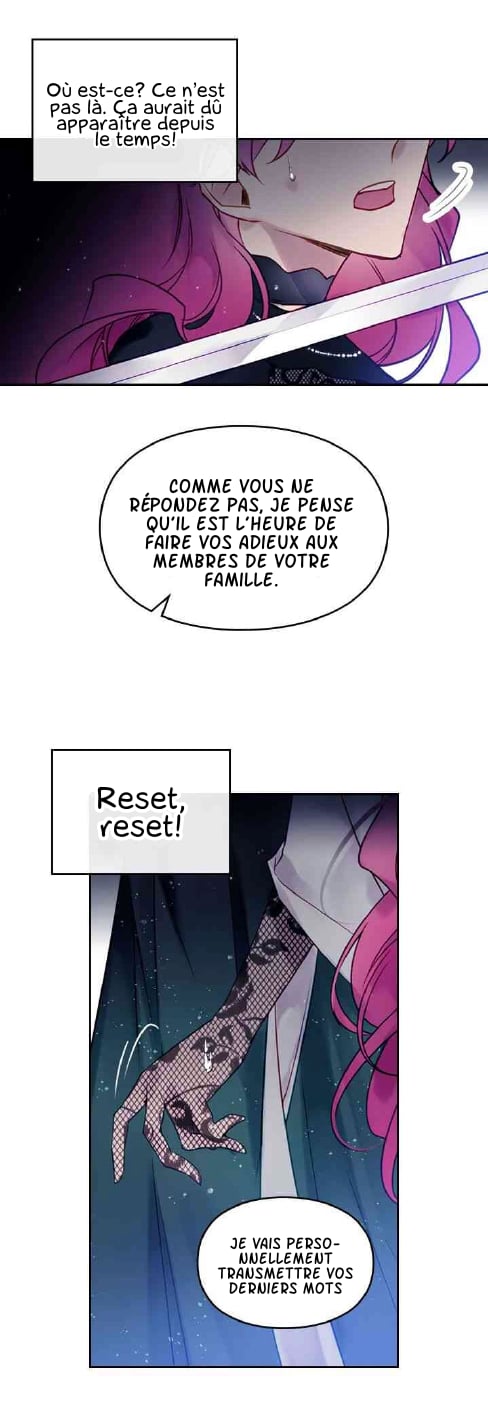 Où est-ce? Ce n'est
pas là. Ça aurait dû
apparaître depuis
le temps!
COMME VOUS NE
RÉPONDEZ PAS, JE PENSE
QU'IL EST L'HEURE DE
FAIRE VOS ADIEUX AUX
MEMBRES DE VOTRE
FAMILLE.
Reset,
reset!
JE VAIS PERSO-
NNELLEMENT
TRANSMETTRE VOS
DERNIERS MOTS